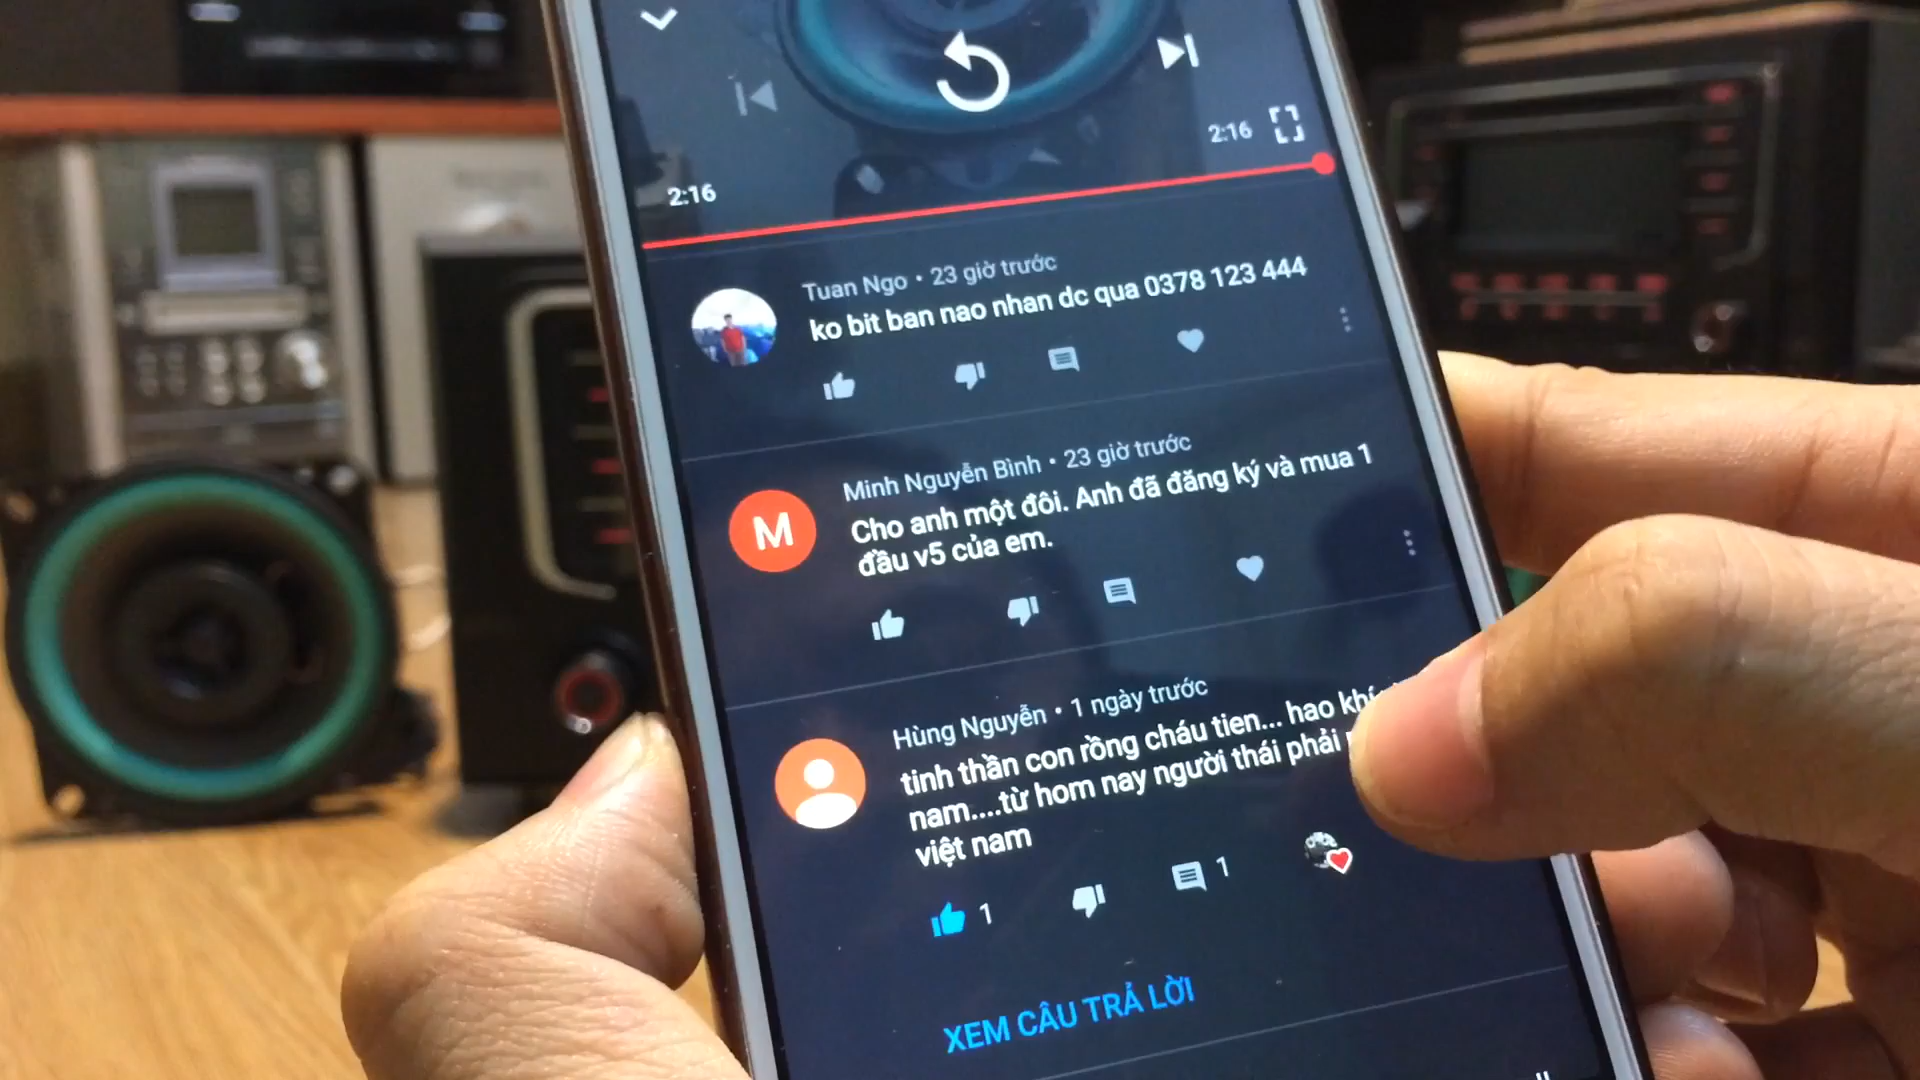 2:16
2:16
Tuan Ngo • 23 giờ trước
ko bit ban nao nhan dc qua 0378 123 444
M
Minh Nguyễn Bình • 23 giờ trước
Cho anh một đôi. Anh đã đăng ký và mua 1
đầu v5 của em.
Hùng Nguyễn • 1 ngày trước
tinh thần con rồng cháu tien... hao khí
nam....từ hom nay người thái phải
việt nam
1
1
XEM CÂU TRẢ LỜI